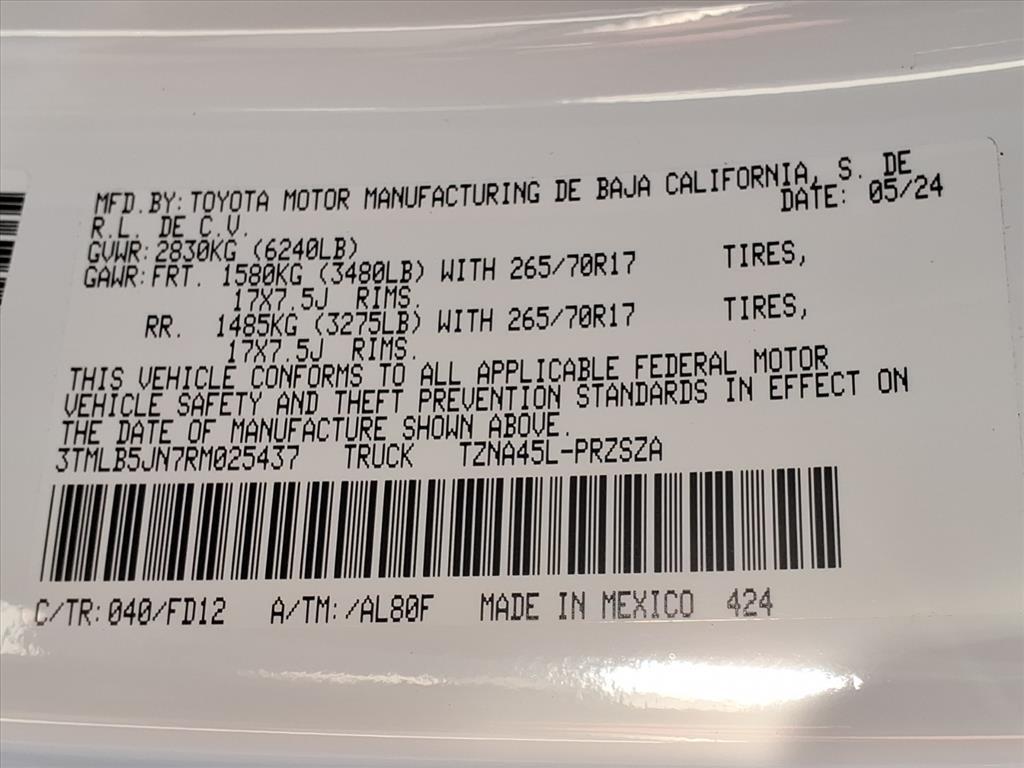 MFD.BY: TOYOTA MOTOR MANUFACTURING DE BAJA CALIFORNIA, S. DE
R.L. DE C.V. DATE: 05/24
GVWR: 2830KG (6240LB)
GAWR: FRT. 1580KG (3480LB) WITH 265/70R17 TIRES,
17X7.5J RIMS.
RR. 1485KG (3275LB) WITH 265/70R17 TIRES,
17X7.5J RIMS.
THIS VEHICLE CONFORMS TO ALL APPLICABLE FEDERAL MOTOR
VEHICLE SAFETY AND THEFT PREVENTION STANDARDS IN EFFECT ON
THE DATE OF MANUFACTURE SHOWN ABOVE.
3TMLB5JN7RM025437 TRUCK TZNA45L-PRZSZA
C/TR: 040/FD12 A/TM: /AL80F MADE IN MEXICO 424